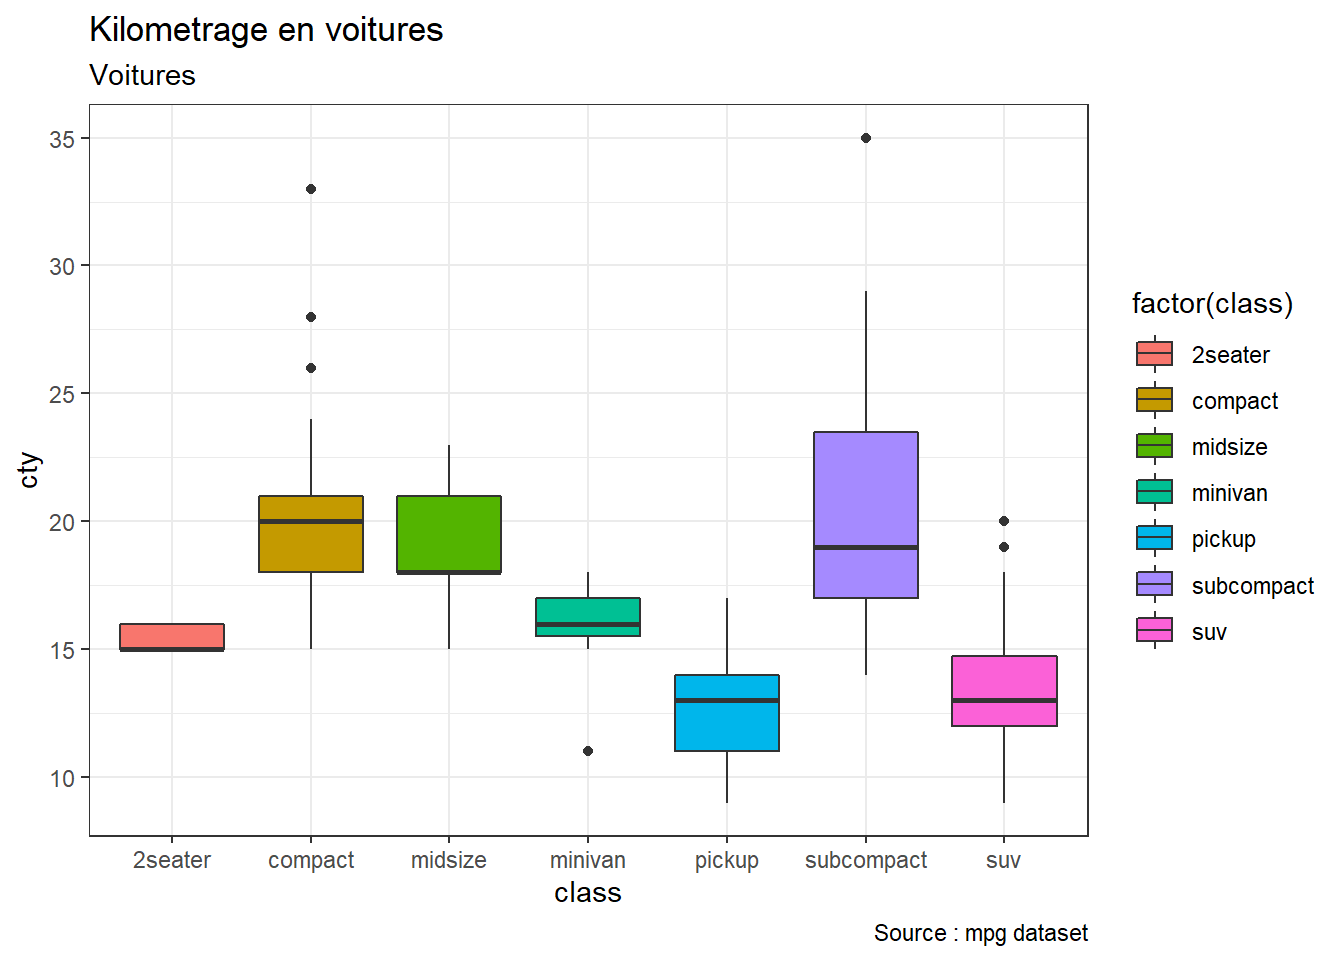 Kilometrage en voitures
Voitures
cty
35
30
25
20
15
10
2seater compact midsize minivan pickup subcompact suv
class
factor(class)
2seater
compact
midsize
minivan
pickup
subcompact
suv
Source : mpg dataset